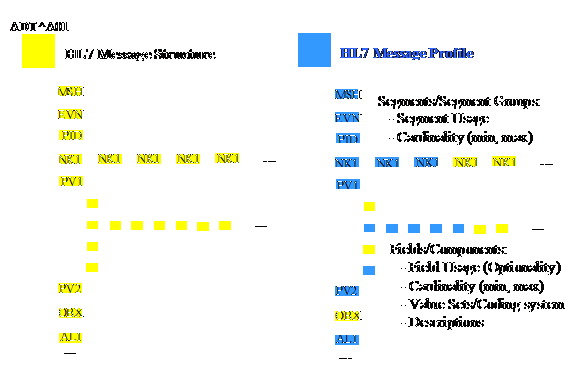 ADT^A01
HL7 Message Structure
MSH
EVN
PID
NK1 NK1 NK1 NK1 NK1 ...
PV1
...
PV2
OBX
AL1
...
HL7 Message Profile
MSH
EVN
PID
NK1 NK1 NK1 NK1 NK1 ...
PV1
...
PV2
OBX
AL1
...
Segments/Segment Groups:
- Segment Usage
- Cardinality (min, max)
Fields/Components:
- Field Usage (Optionality)
- Cardinality (min, max)
- Value Sets/Coding system
- Descriptions